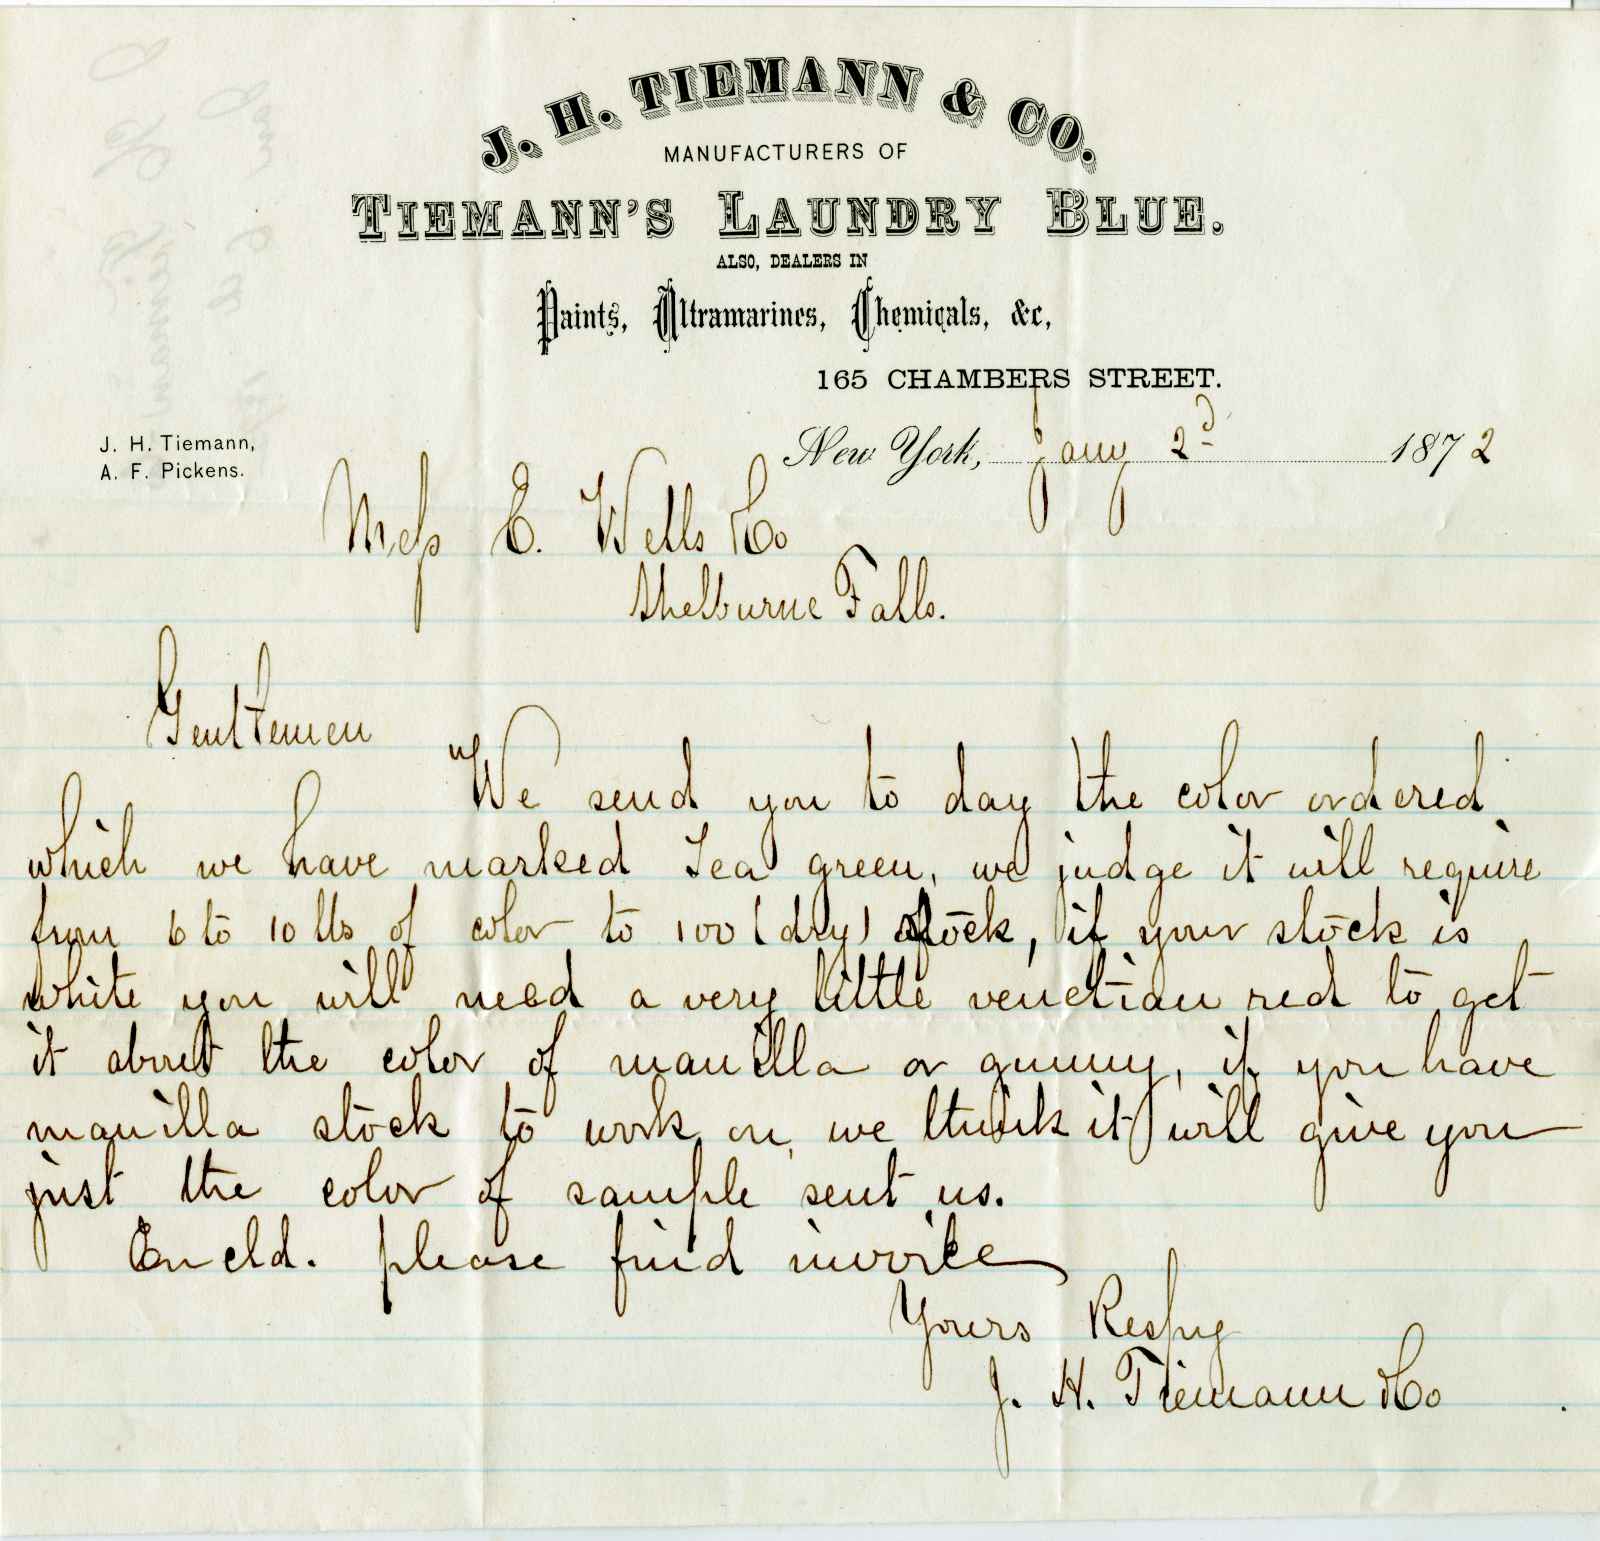 J. H. TIEMANN & CO.
MANUFACTURERS OF
TIEMANN'S LAUNDRY BLUE.
ALSO, DEALERS IN
Paints, Ultramarines, Chemicals, &c,
165 CHAMBERS STREET.
J. H. Tiemann,
A. F. Pickens.
New York, Jany 2d 1872
Mess E. Wells & Co
Shelburne Falls.
Gentlemen
We send you to day the color ordered
which we have marked Tea green, we judge it will require
from 6 to 10 lbs of color to 100 (dry) stock, if your stock is
white you will need a very little venetian red to get
it about the color of manilla or gunny, if you have
manilla stock to work on, we think it will give you
just the color of sample sent us.
Encld. please find invoice
Yours Respy
J. H. Tiemann & Co